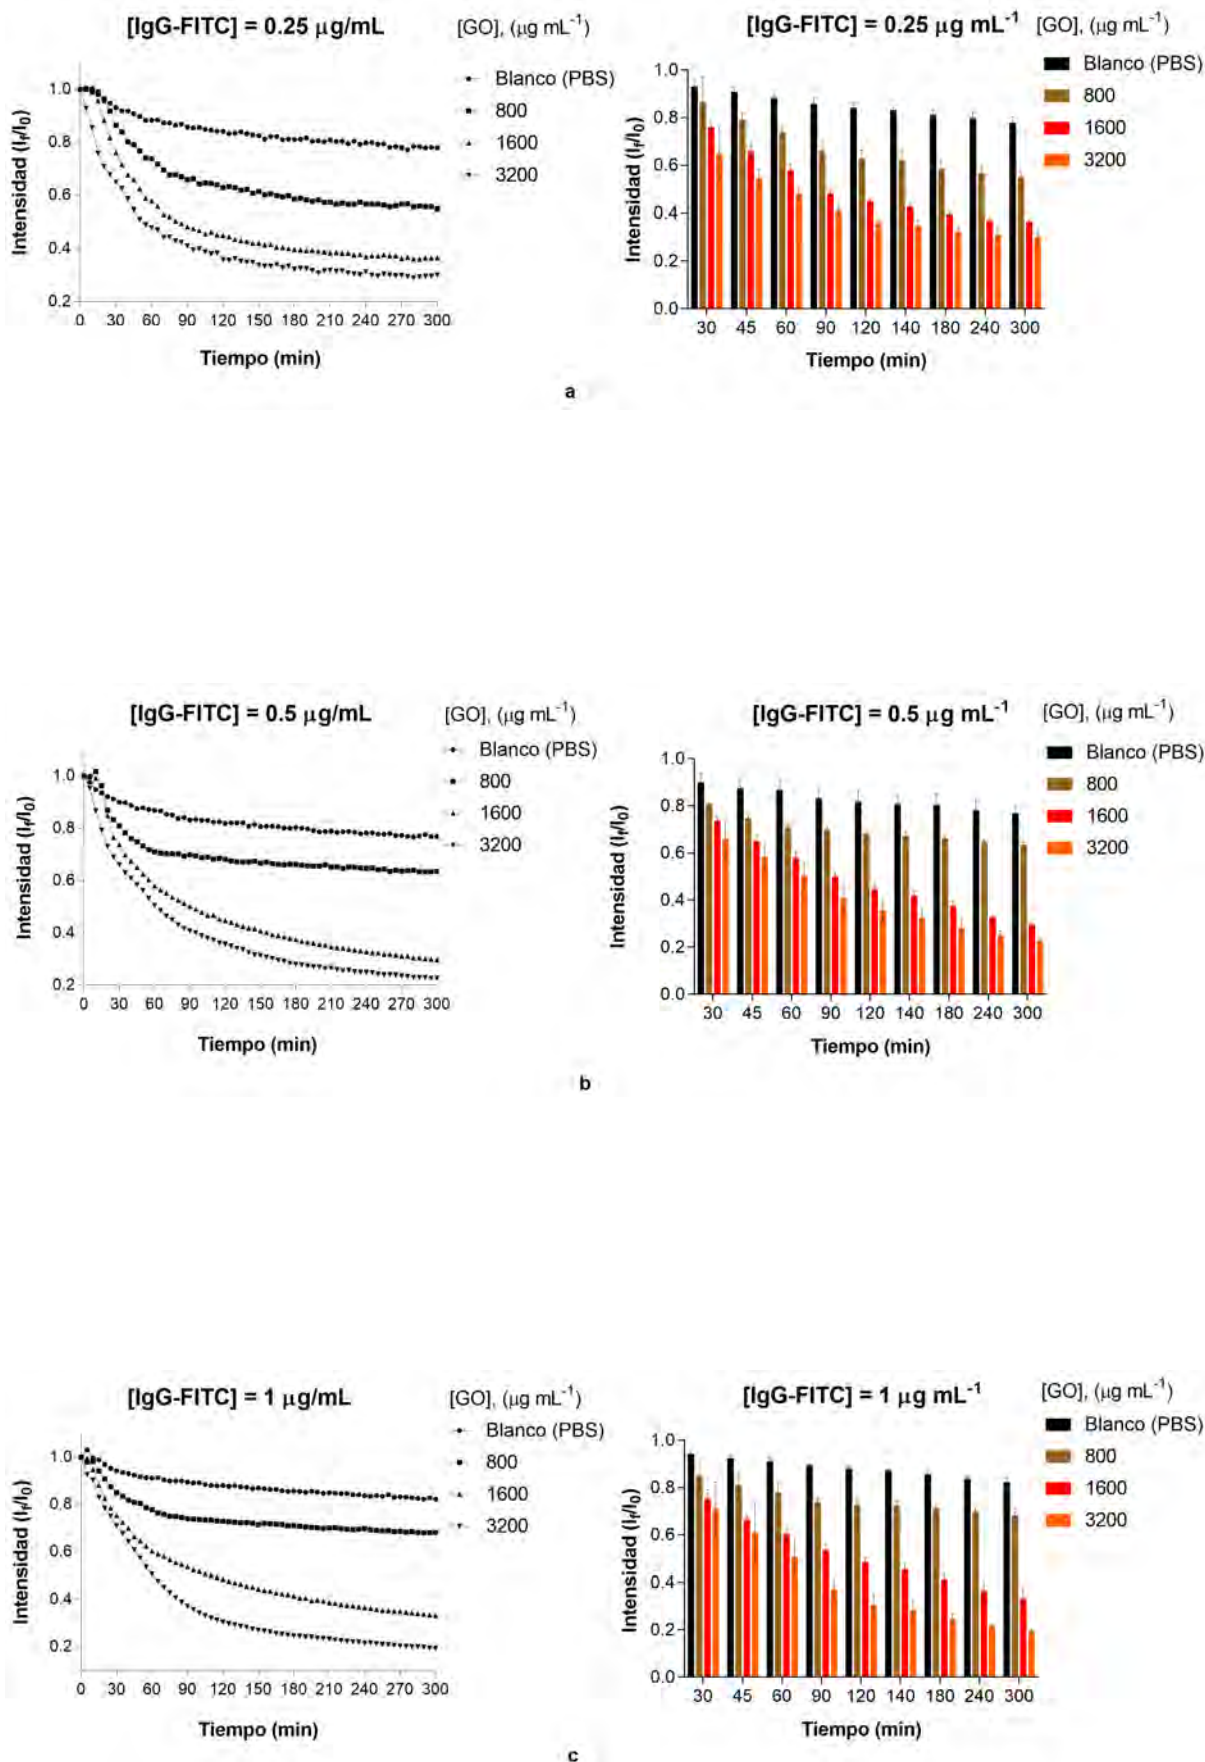 [IgG-FITC] = 0.25 μg/mL
[GO], (μg mL⁻¹)
Blanco (PBS)
800
1600
3200
Intensidad (I_f/I_0)
1.0
0.8
0.6
0.4
0.2
0 30 60 90 120 150 180 210 240 270 300
Tiempo (min)
[IgG-FITC] = 0.25 μg mL⁻¹
[GO], (μg mL⁻¹)
Blanco (PBS)
800
1600
3200
Intensidad (I_f/I_0)
1.0
0.8
0.6
0.4
0.2
0.0
30 45 60 90 120 140 180 240 300
Tiempo (min)
a
[IgG-FITC] = 0.5 μg/mL
[GO], (μg mL⁻¹)
Blanco (PBS)
800
1600
3200
Intensidad (I_f/I_0)
1.0
0.8
0.6
0.4
0.2
0 30 60 90 120 150 180 210 240 270 300
Tiempo (min)
[IgG-FITC] = 0.5 μg mL⁻¹
[GO], (μg mL⁻¹)
Blanco (PBS)
800
1600
3200
Intensidad (I_f/I_0)
1.0
0.8
0.6
0.4
0.2
0.0
30 45 60 90 120 140 180 240 300
Tiempo (min)
b
[IgG-FITC] = 1 μg/mL
[GO], (μg mL⁻¹)
Blanco (PBS)
800
1600
3200
Intensidad (I_f/I_0)
1.0
0.8
0.6
0.4
0.2
0 30 60 90 120 150 180 210 240 270 300
Tiempo (min)
[IgG-FITC] = 1 μg mL⁻¹
[GO], (μg mL⁻¹)
Blanco (PBS)
800
1600
3200
Intensidad (I_f/I_0)
1.0
0.8
0.6
0.4
0.2
0.0
30 45 60 90 120 140 180 240 300
Tiempo (min)
c